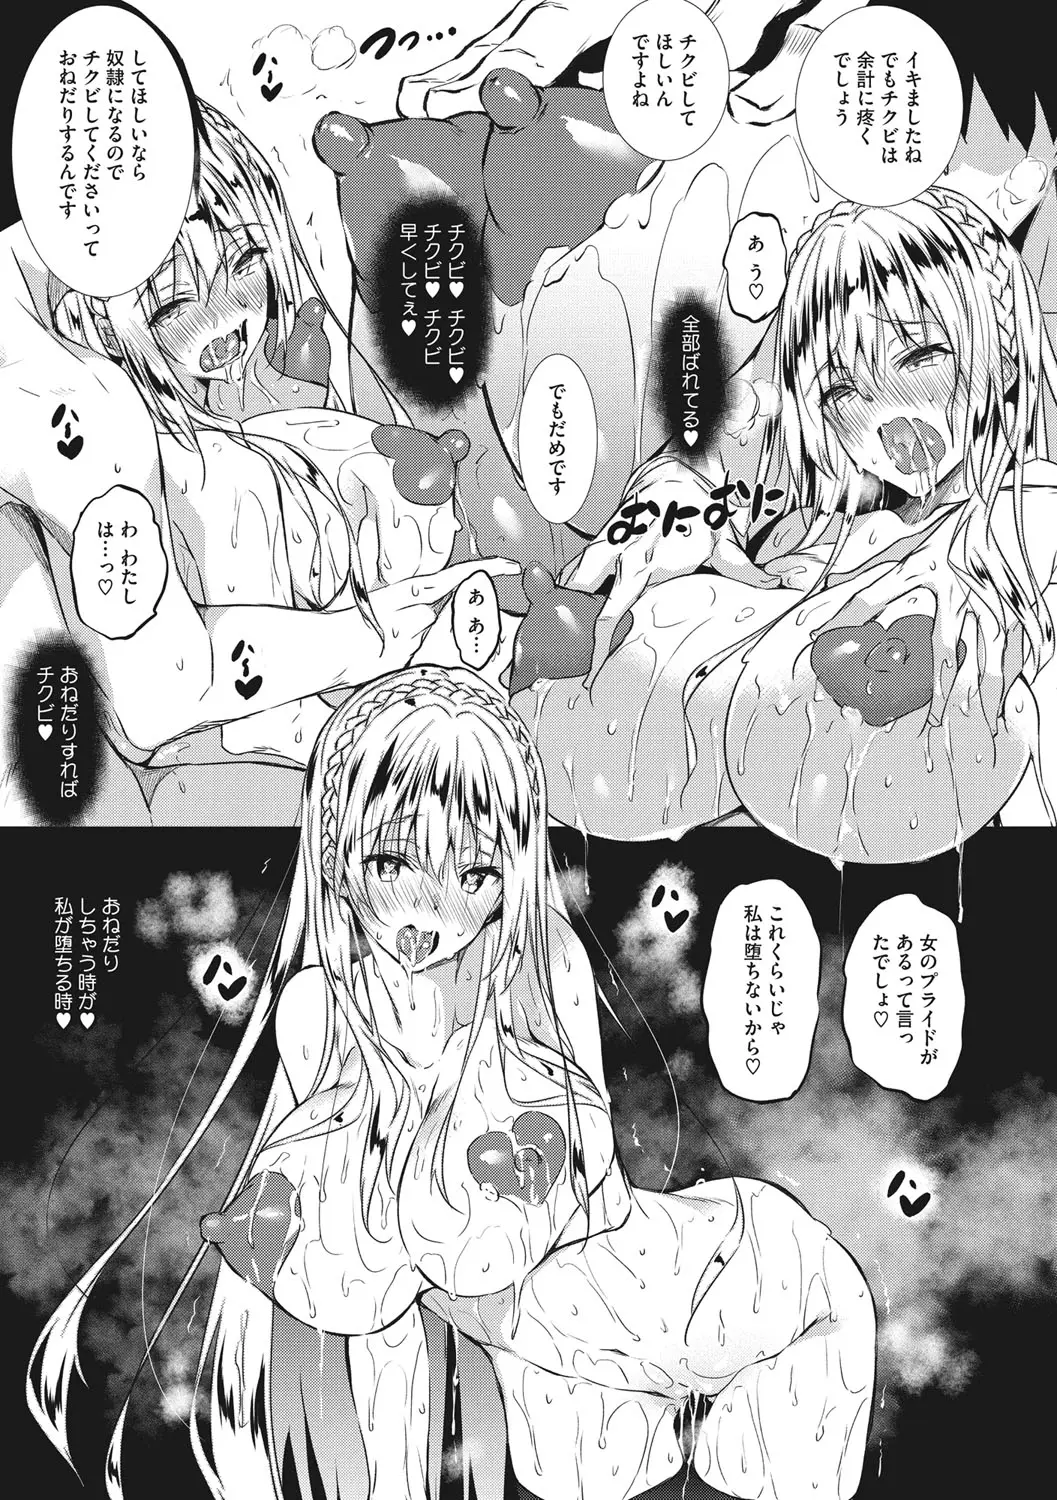 イキましたね
でもチクビは
余計に疼く
でしょう
チクビして
ほしいん
ですよね
つっ…
あ う♡
全部ばれてる♥
むにむに
でもだめです
チクビ♥ チクビ♥
チクビ♥ チクビ
早くしてぇ♥
してほしいなら
奴隷になるので
チクビしてくださいって
おねだりするんです
あ あ…
わ わたし
は…っ♡
おねだりすれば
チクビ♥
女のプライドが
あるって言っ
たでしょ♡
これくらいじゃ
私は堕ちないから♡
おねだり
しちゃう時が♥
私が堕ちる時♥